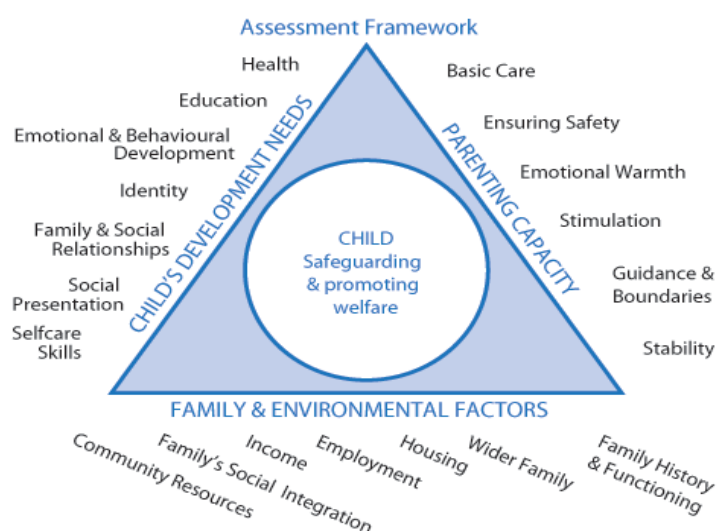 Assessment Framework
Health
Education
Emotional & Behavioural
Development
Identity
Family & Social
Relationships
Social
Presentation
Selfcare
Skills
CHILD'S DEVELOPMENT NEEDS
CHILD
Safeguarding
& promoting
welfare
PARENTING CAPACITY
Basic Care
Ensuring Safety
Emotional Warmth
Stimulation
Guidance &
Boundaries
Stability
FAMILY & ENVIRONMENTAL FACTORS
Community Resources
Family's Social Integration
Income
Employment
Housing
Wider Family
Family History
& Functioning